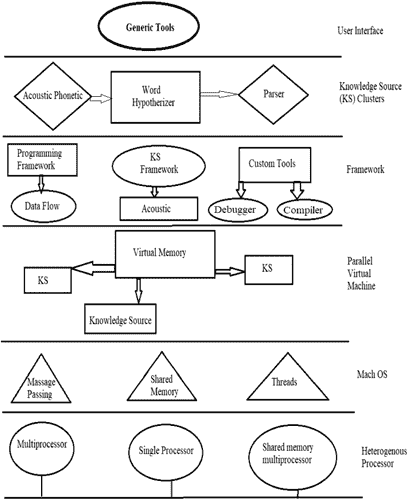 Generic Tools
User Interface
Acoustic Phonetic
Word
Hypotherizer
Parser
Knowledge Source
(KS) Clusters
Programming
Framework
KS
Framework
Custom Tools
Framework
Data Flow
Acoustic
Debugger
Compiler
Virtual Memory
KS
KS
Knowledge Source
Parallel
Virtual
Machine
Massage
Passing
Shared
Memory
Threads
Mach OS
Multiprocessor
Single Processor
Shared memory
multiprocessor
Heterogenous
Processor